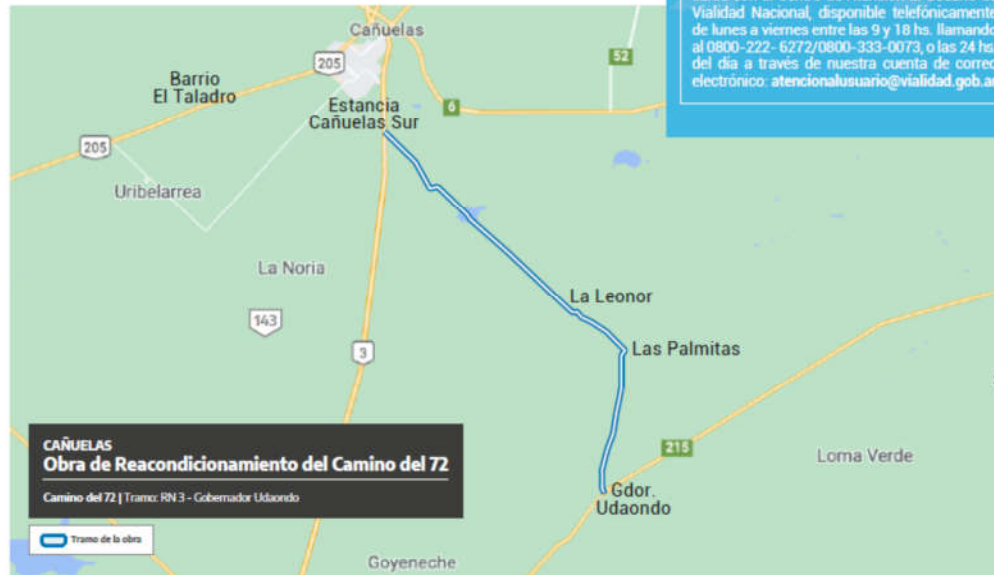 Vialidad Nacional, disponible telefónicamente
de lunes a viernes entre las 9 y 18 hs. llamando
al 0800-222- 6272/0800-333-0073, o las 24 hs
del día a través de nuestra cuenta de correo
electrónico: atencionalusuario@vialidad.gob.ar
Cañuelas
205
52
Barrio
El Taladro
Estancia
Cañuelas Sur
6
205
Uribelarrea
La Noria
La Leonor
143
3
Las Palmitas
215
Loma Verde
Gdor.
Udaondo
Goyeneche
CAÑUELAS
Obra de Reacondicionamiento del Camino del 72
Camino del 72 | Tramo: RN 3 - Gobernador Udaondo
Tramo de la obra